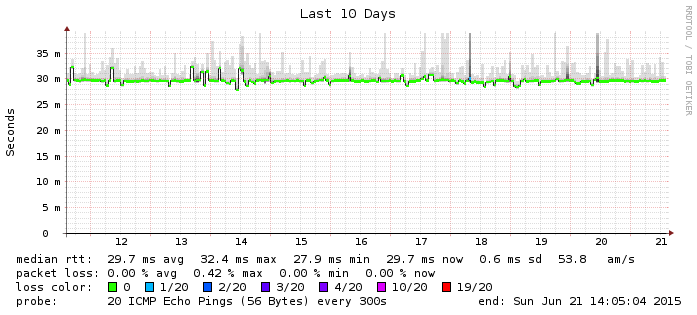 Last 10 Days
RRDTOOL / TOBI OETIKER
Seconds
35 m
30 m
25 m
20 m
15 m
10 m
5 m
0
12 13 14 15 16 17 18 19 20 21
median rtt: 29.7 ms avg 32.4 ms max 27.9 ms min 29.7 ms now 0.6 ms sd 53.8 am/s
packet loss: 0.00 % avg 0.42 % max 0.00 % min 0.00 % now
loss color: 0 1/20 2/20 3/20 4/20 10/20 19/20
probe: 20 ICMP Echo Pings (56 Bytes) every 300s end: Sun Jun 21 14:05:04 2015